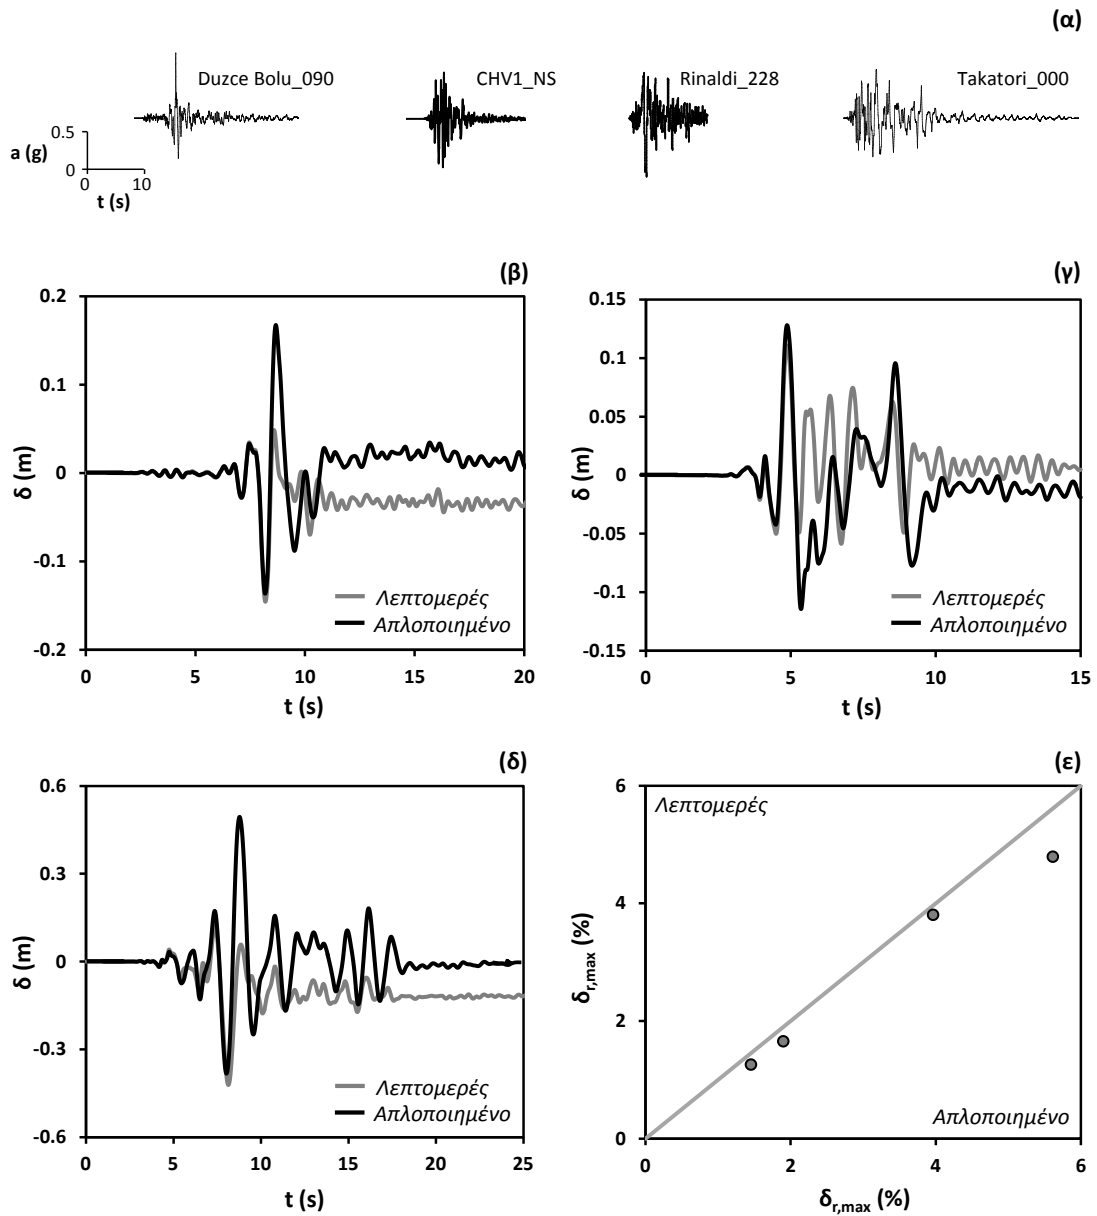 (α)
Duzce Bolu_090
CHV1_NS
Rinaldi_228
Takatori_000
0.5
a (g)
0
0
10
t (s)
(β)
0.2
0.1
0
-0.1
-0.2
δ (m)
Λεπτομερές
Απλοποιημένο
0
5
10
15
20
t (s)
(γ)
0.15
0.1
0.05
0
-0.05
-0.1
-0.15
δ (m)
Λεπτομερές
Απλοποιημένο
0
5
10
15
t (s)
(δ)
0.6
0.3
0
-0.3
-0.6
δ (m)
Λεπτομερές
Απλοποιημένο
0
5
10
15
20
25
t (s)
(ε)
6
4
2
0
δr,max (%)
Λεπτομερές
Απλοποιημένο
0
2
4
6
δr,max (%)